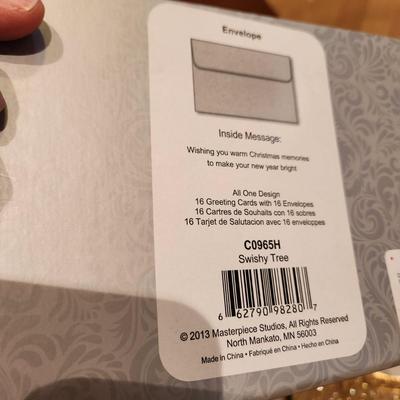 Envelope
Inside Message:
Wishing you warm Christmas memories
to make your new year bright
All One Design
16 Greeting Cards with 16 Envelopes
16 Cartres de Souhaits con 16 sobres
16 Tarjet de Salutacion avec 16 enveloppes
C0965H
Swishy Tree
6 62790 98280 7
© 2013 Masterpiece Studios, All Rights Reserved
North Mankato, MN 56003
Made in China • Fabriqué en China • Hecho en China